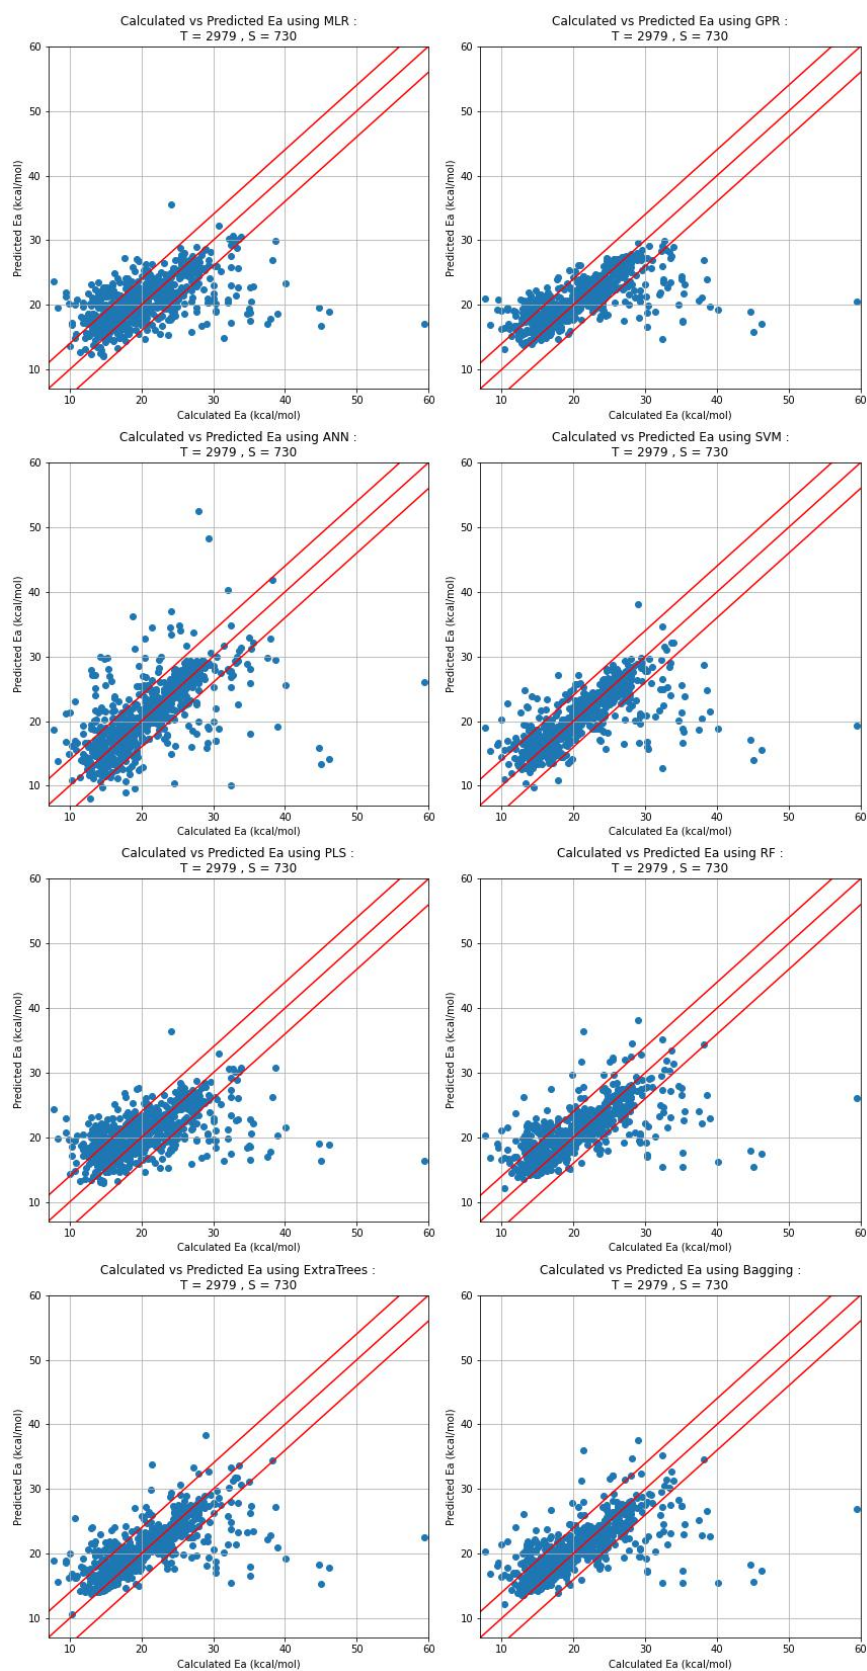 Calculated vs Predicted Ea using MLR :
T = 2979 , S = 730
60
50
40
30
20
10
Predicted Ea (kcal/mol)
10 20 30 40 50 60
Calculated Ea (kcal/mol)
Calculated vs Predicted Ea using GPR :
T = 2979 , S = 730
60
50
40
30
20
10
Predicted Ea (kcal/mol)
10 20 30 40 50 60
Calculated Ea (kcal/mol)
Calculated vs Predicted Ea using ANN :
T = 2979 , S = 730
60
50
40
30
20
10
Predicted Ea (kcal/mol)
10 20 30 40 50 60
Calculated Ea (kcal/mol)
Calculated vs Predicted Ea using SVM :
T = 2979 , S = 730
60
50
40
30
20
10
Predicted Ea (kcal/mol)
10 20 30 40 50 60
Calculated Ea (kcal/mol)
Calculated vs Predicted Ea using PLS :
T = 2979 , S = 730
60
50
40
30
20
10
Predicted Ea (kcal/mol)
10 20 30 40 50 60
Calculated Ea (kcal/mol)
Calculated vs Predicted Ea using RF :
T = 2979 , S = 730
60
50
40
30
20
10
Predicted Ea (kcal/mol)
10 20 30 40 50 60
Calculated Ea (kcal/mol)
Calculated vs Predicted Ea using ExtraTrees :
T = 2979 , S = 730
60
50
40
30
20
10
Predicted Ea (kcal/mol)
10 20 30 40 50 60
Calculated Ea (kcal/mol)
Calculated vs Predicted Ea using Bagging :
T = 2979 , S = 730
60
50
40
30
20
10
Predicted Ea (kcal/mol)
10 20 30 40 50 60
Calculated Ea (kcal/mol)